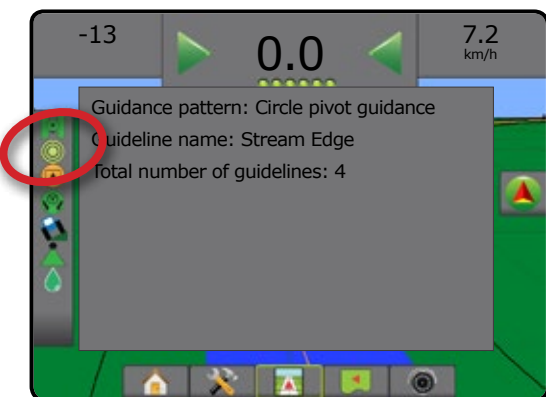 -13
0.0
7.2
km/h
Guidance pattern: Circle pivot guidance
Guideline name: Stream Edge
Total number of guidelines: 4